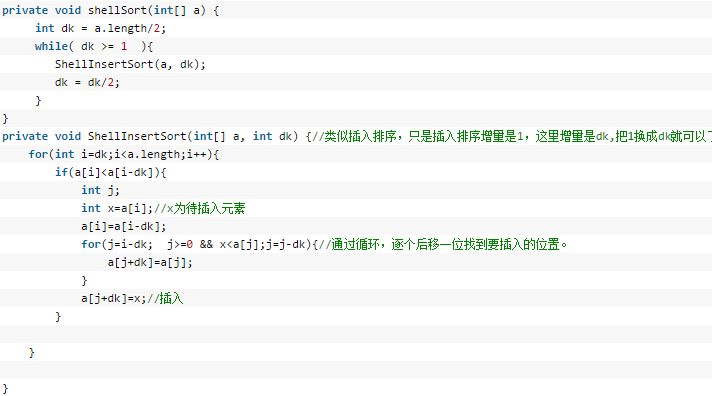 private void shellSort(int[] a) {
int dk = a.length/2;
while( dk >= 1  ){
ShellInsertSort(a, dk);
dk = dk/2;
}
}
private void ShellInsertSort(int[] a, int dk) {//类似插入排序，只是插入排序增量是1，这里增量是dk,把1换成dk就可以了
for(int i=dk;i<a.length;i++){
if(a[i]<a[i-dk]){
int j;
int x=a[i];//x为待插入元素
a[i]=a[i-dk];
for(j=i-dk;  j>=0 && x<a[j];j=j-dk){//通过循环，逐个后移一位找到要插入的位置。
a[j+dk]=a[j];
}
a[j+dk]=x;//插入
}
}
}